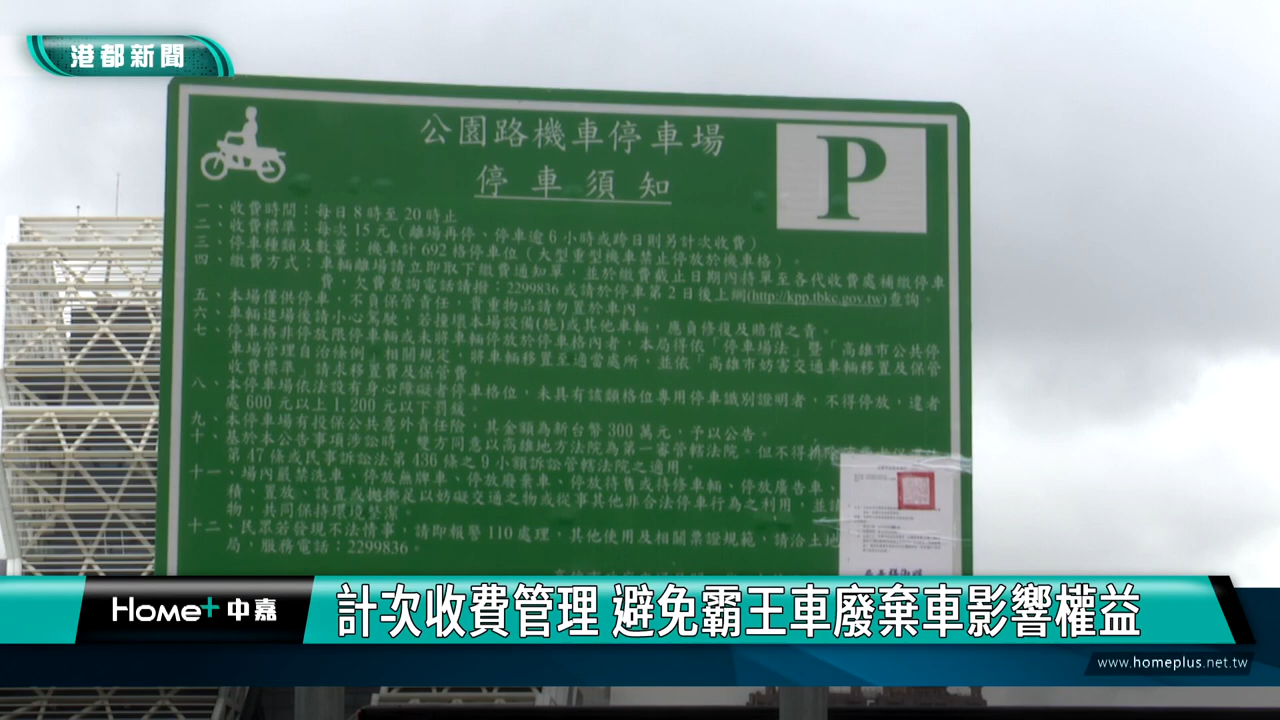 港都新聞
公園路機車停車場
P
停車須知
一、收費時間：每日8時至20時止
二、收費標準：每次15元（離場再停、停車逾6小時或跨日則另計次收費）
三、停車種類及數量：機車計692格停車位（大型重型機車禁止停放於機車格）。
四、繳費方式：車輛離場請立即取下繳費通知單，並於繳費截止日期內持單至各代收費處補繳停車
費，欠費查詢電話請撥：2299836或請於停車第2日後上網(http://kpp.tbkc.gov.tw)查詢
五、本場僅供停車，不負保管責任，貴重物品請勿置於車內。
六、車輛進場後請小心駕駛，若撞壞本場設備(施)或其他車輛，應負修復及賠償之責。
七、停車格非停放限停車輛或未將車輛停放於停車格內者，本局得依「停車場法」暨「高雄市公共停
車場管理自治條例」相關規定，將車輛移置至適當處所，並依「高雄市妨害交通車輛移置及保管
收費標準」請求移置費及保管費。
八、本停車場依法設有身心障礙者停車格位，未具有該類格位專用停車識別證明者，不得停放，違者
處600元以上1,200元以下罰鍰。
九、本停車場有投保公共意外責任險，其金額為新台幣300萬元，予以公告。
十、基於本公告事項涉訟時，雙方同意以高雄地方法院為第一審管轄法院。但不得排除
第47條或民事訴訟法第436條之9小額訴訟管轄法院之適用。
十一、場內嚴禁洗車、停放無牌車、停放廢棄車、停放待售或待修車輛、停放廣告車、
積、置放、設置或拋擲足以妨礙交通之物或從事其他非合法停車行為之利用，並請
物，共同保持環境整潔。
十二、民眾若發現不法情事，請即報警110處理，其他使用及相關票證規範，請洽土地
局，服務電話：2299836。
計次收費管理 避免霸王車廢棄車影響權益
Home+中嘉
www.homeplus.net.tw